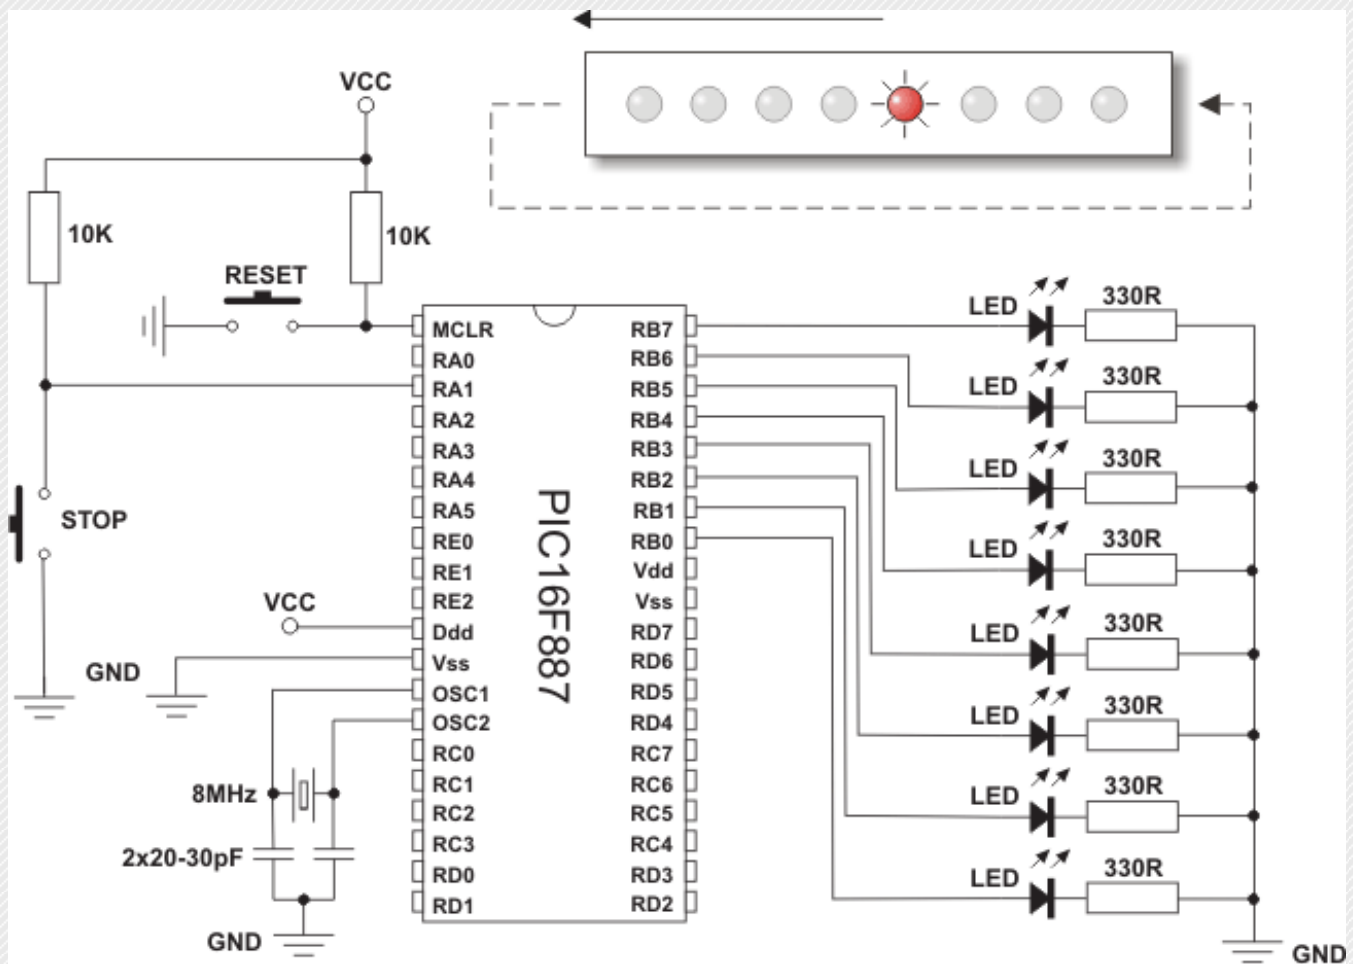 VCC
10K
10K
RESET
STOP
VCC
GND
8MHz
2x20-30pF
GND
MCLR
RA0
RA1
RA2
RA3
RA4
RA5
RE0
RE1
RE2
Ddd
Vss
OSC1
OSC2
RC0
RC1
RC2
RC3
RD0
RD1
PIC16F887
RB7
RB6
RB5
RB4
RB3
RB2
RB1
RB0
Vdd
Vss
RD7
RD6
RD5
RD4
RC7
RC6
RC5
RC4
RD3
RD2
LED 330R
LED 330R
LED 330R
LED 330R
LED 330R
LED 330R
LED 330R
LED 330R
GND